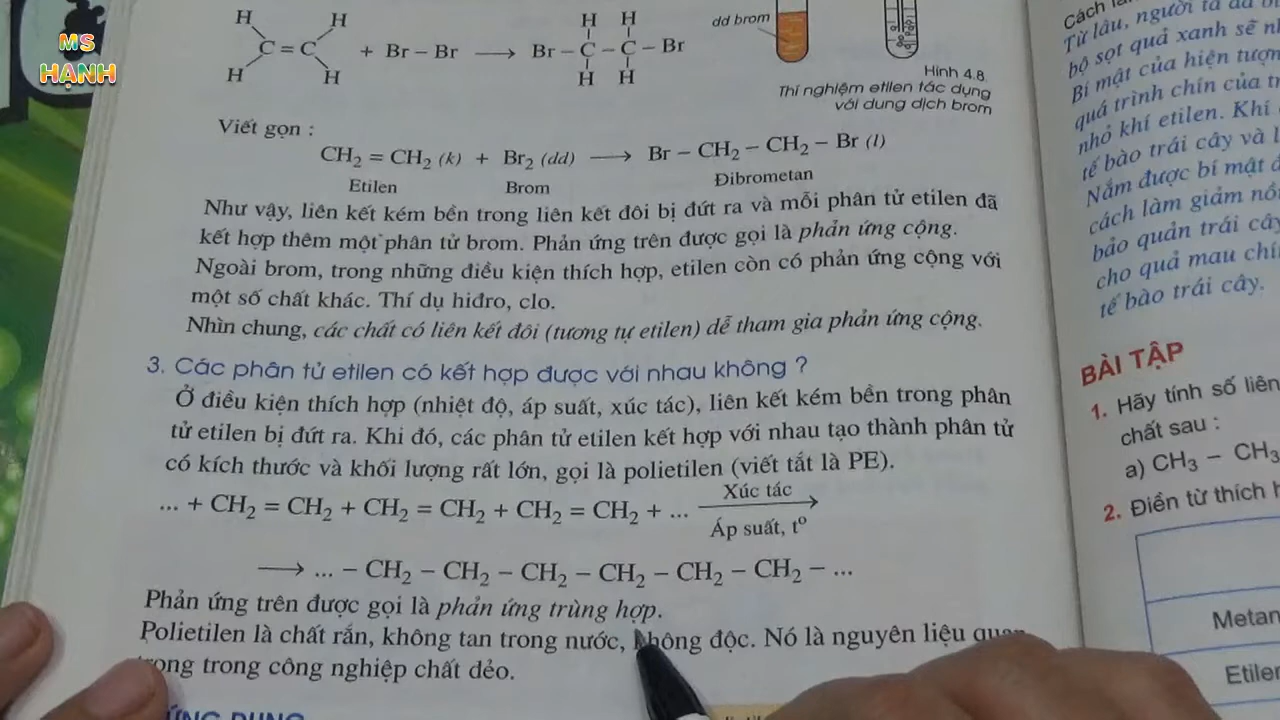 MS
HẠNH
H H H H
C = C + Br – Br ⟶ Br – C – C – Br
H H H H
dd brom
Hình 4.8
Thí nghiệm etilen tác dụng
với dung dịch brom
Viết gọn :
CH₂ = CH₂ (k) + Br₂ (dd) ⟶ Br – CH₂ – CH₂ – Br (l)
Etilen Brom Đibrometan
Như vậy, liên kết kém bền trong liên kết đôi bị đứt ra và mỗi phân tử etilen đã
kết hợp thêm một phân tử brom. Phản ứng trên được gọi là phản ứng cộng.
Ngoài brom, trong những điều kiện thích hợp, etilen còn có phản ứng cộng với
một số chất khác. Thí dụ hiđro, clo.
Nhìn chung, các chất có liên kết đôi (tương tự etilen) dễ tham gia phản ứng cộng.
3. Các phân tử etilen có kết hợp được với nhau không ?
Ở điều kiện thích hợp (nhiệt độ, áp suất, xúc tác), liên kết kém bền trong phân
tử etilen bị đứt ra. Khi đó, các phân tử etilen kết hợp với nhau tạo thành phân tử
có kích thước và khối lượng rất lớn, gọi là polietilen (viết tắt là PE).
... + CH₂ = CH₂ + CH₂ = CH₂ + CH₂ = CH₂ + ... Xúc tác ⟶
Áp suất, t⁰
⟶ ... – CH₂ – CH₂ – CH₂ – CH₂ – CH₂ – CH₂ – ...
Phản ứng trên được gọi là phản ứng trùng hợp.
Polietilen là chất rắn, không tan trong nước, không độc. Nó là nguyên liệu quan
trọng trong công nghiệp chất dẻo.
ỨNG DỤNG
Cách
Từ lâu, người ta đã
bộ sọt quả xanh sẽ
Bí mật của hiện tượn
quá trình chín của
nhỏ khí etilen. Khí
tế bào trái cây và
Nắm được bí mật
cách làm giảm
bảo quản trái cây
cho quả mau chí
tế bào trái cây.
BÀI TẬP
1. Hãy tính số liên
chất sau :
a) CH₃ – CH₃
2. Điền từ thích
Metan
Etilen